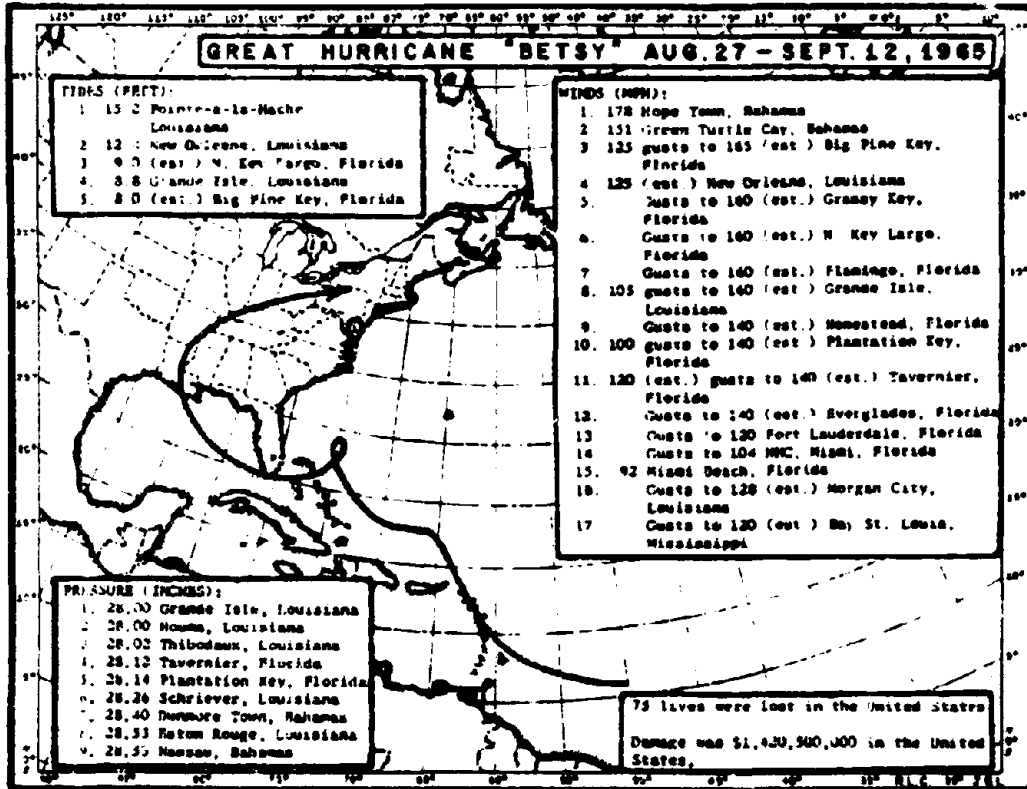 GREAT HURRICANE "BETSY" AUG.27 - SEPT.12, 1965
TIDES (FEET):
1 15.2 Pointe-a-la-Hache
Louisiana
2 New Orleans, Louisiana
3 9.0 (est.) N. Key Largo, Florida
4. 8.8 Grande Isle, Louisiana
5. 8.0 (est.) Big Pine Key, Florida
WINDS (MPH):
1. 178 Hope Town, Bahamas
2 151 Green Turtle Cay, Bahamas
3 125 gusts to 165 (est.) Big Pine Key,
Florida
4 125 (est.) New Orleans, Louisiana
5. Gusts to 160 (est.) Grassy Key,
Florida
6. Gusts to 160 (est.) N. Key Largo,
Florida
7 Gusts to 160 (est.) Flamingo, Florida
8. 105 gusts to 160 (est.) Grande Isle,
Louisiana
9 Gusts to 140 (est.) Homestead, Florida
10. 100 gusts to 140 (est.) Plantation Key,
Florida
11. 120 (est.) gusts to 140 (est.) Tavernier,
Florida
12. Gusts to 140 (est.) Everglades, Florida
13 Gusts to 120 Fort Lauderdale, Florida
14 Gusts to 104 NHC, Miami, Florida
15. 92 Miami Beach, Florida
16. Gusts to 128 (est.) Morgan City,
Louisiana
17 Gusts to 120 (est.) Bay St. Louis,
Mississippi
PRESSURE (INCHES):
1. 28.00 Grande Isle, Louisiana
2 28.00 Houma, Louisiana
3 28.02 Thibodaux, Louisiana
4. 28.12 Tavernier, Florida
5. 28.14 Plantation Key, Florida
6. 28.26 Schriever, Louisiana
7. 28.40 Dunmore Town, Bahamas
8. 28.53 Baton Rouge, Louisiana
9. 28.55 Nassau, Bahamas
75 lives were lost in the United States
Damage was $1,420,500,000 in the United
States.